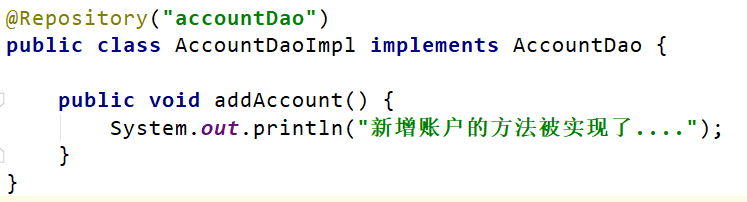 @Repository("accountDao")
public class AccountDaoImpl implements AccountDao {
public void addAccount() {
System.out.println("新增账户的方法被实现了....");
}
}